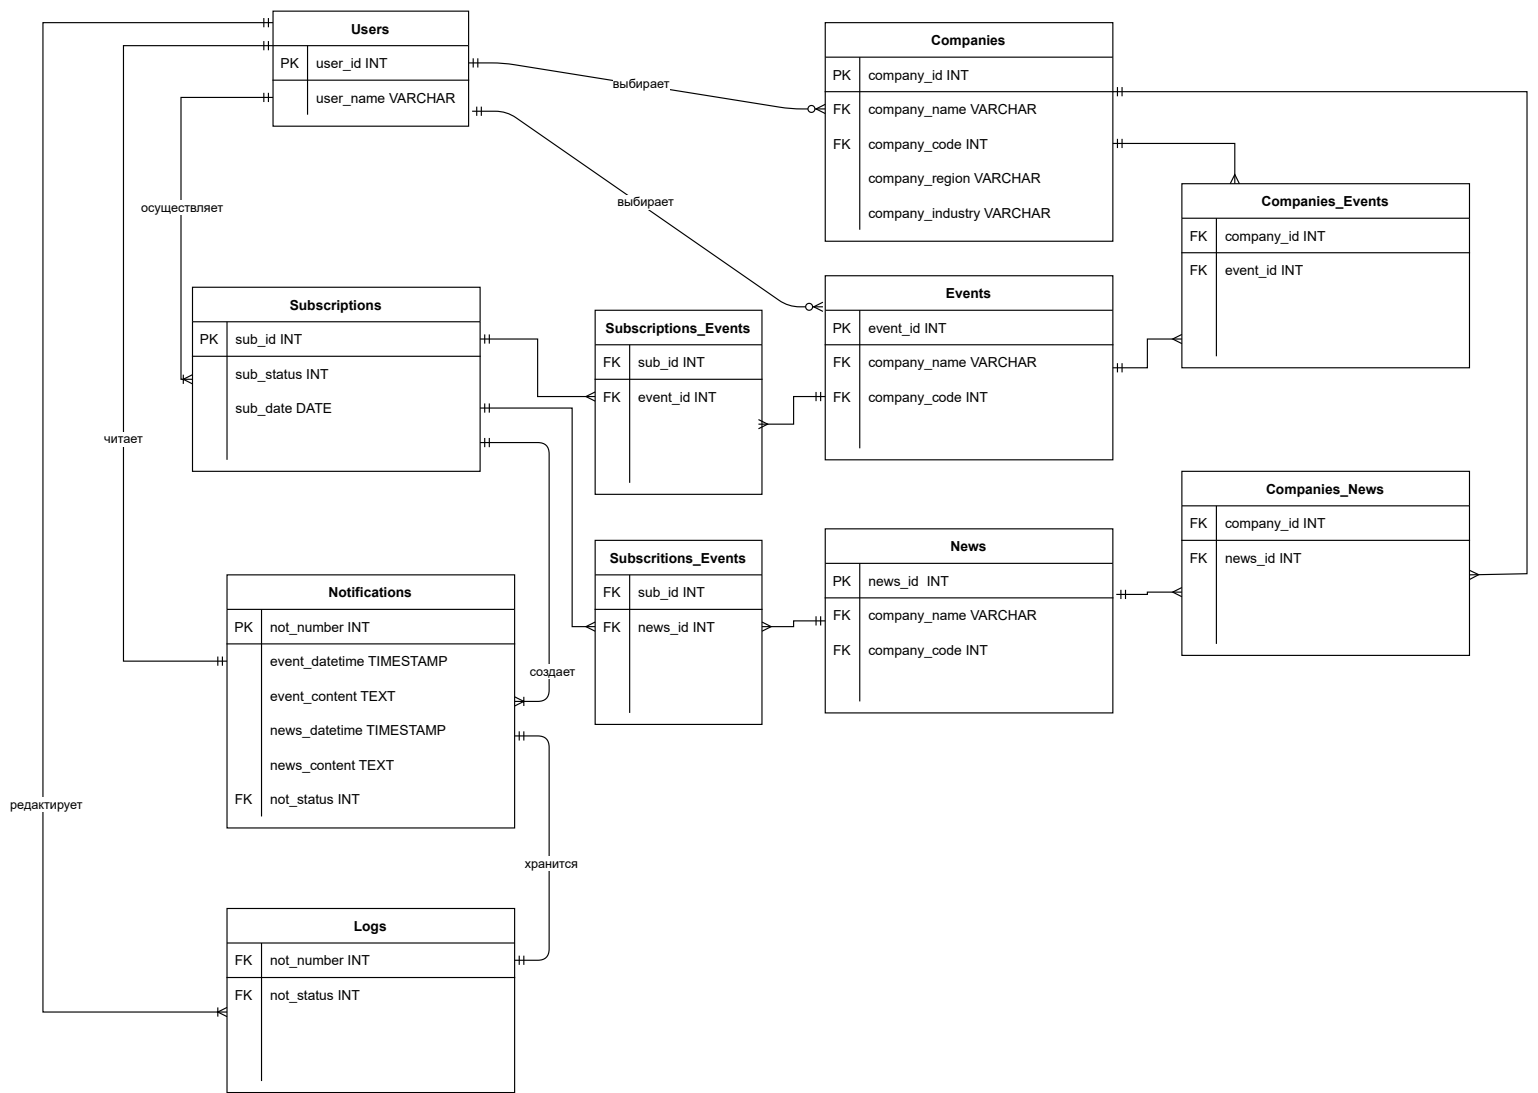 Users
PK user_id INT
user_name VARCHAR
выбирает
выбирает
осуществляет
читает
редактирует
Companies
PK company_id INT
FK company_name VARCHAR
FK company_code INT
company_region VARCHAR
company_industry VARCHAR
Companies_Events
FK company_id INT
FK event_id INT
Subscriptions
PK sub_id INT
sub_status INT
sub_date DATE
Subscriptions_Events
FK sub_id INT
FK event_id INT
Events
PK event_id INT
FK company_name VARCHAR
FK company_code INT
Companies_News
FK company_id INT
FK news_id INT
Subscritions_Events
FK sub_id INT
FK news_id INT
News
PK news_id INT
FK company_name VARCHAR
FK company_code INT
Notifications
PK not_number INT
event_datetime TIMESTAMP
event_content TEXT
news_datetime TIMESTAMP
news_content TEXT
FK not_status INT
создает
хранится
Logs
FK not_number INT
FK not_status INT